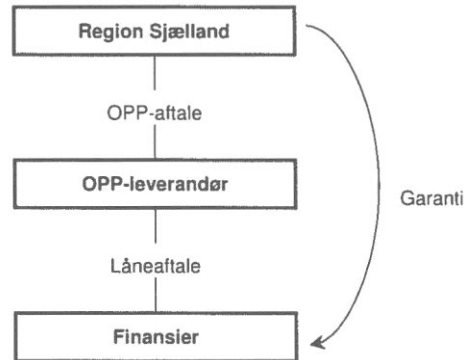 Region Sjælland
OPP-aftale
OPP-leverandør
Garanti
Låneaftale
Finansier